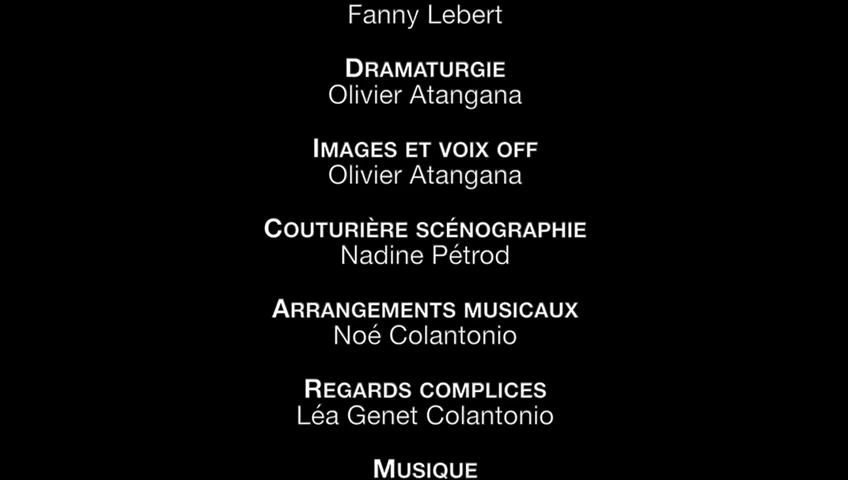 Fanny Lebert
DRAMATURGIE
Olivier Atangana
IMAGES ET VOIX OFF
Olivier Atangana
COUTURIÈRE SCÉNOGRAPHIE
Nadine Pétrod
ARRANGEMENTS MUSICAUX
Noé Colantonio
REGARDS COMPLICES
Léa Genet Colantonio
MUSIQUE